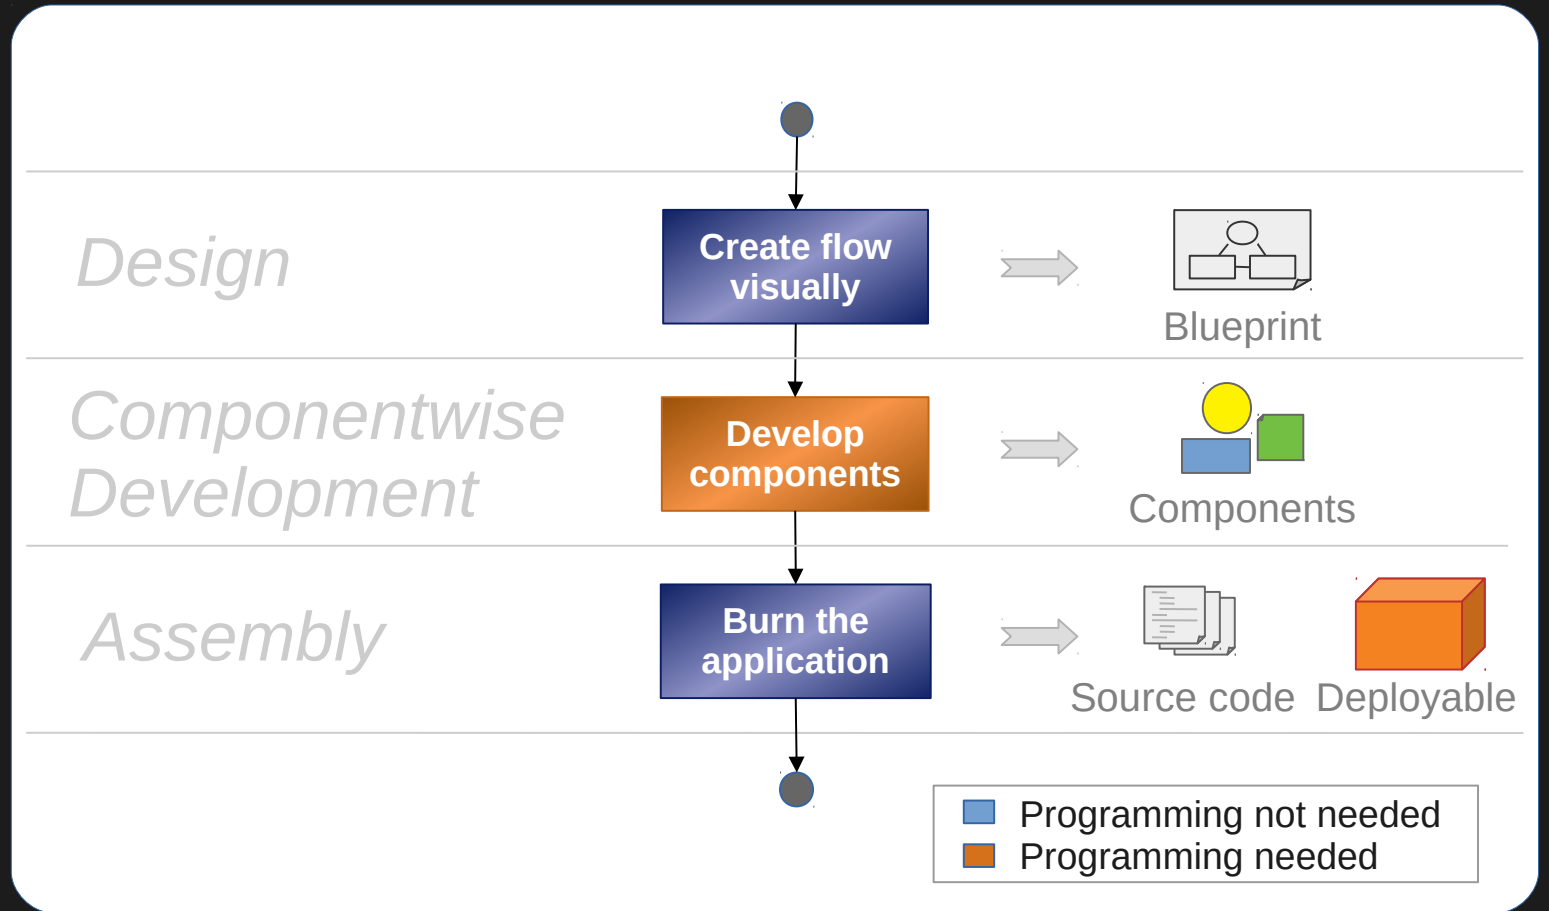 Design
Create flow
visually
Blueprint
Componentwise
Development
Develop
components
Components
Assembly
Burn the
application
Source code
Deployable
Programming not needed
Programming needed